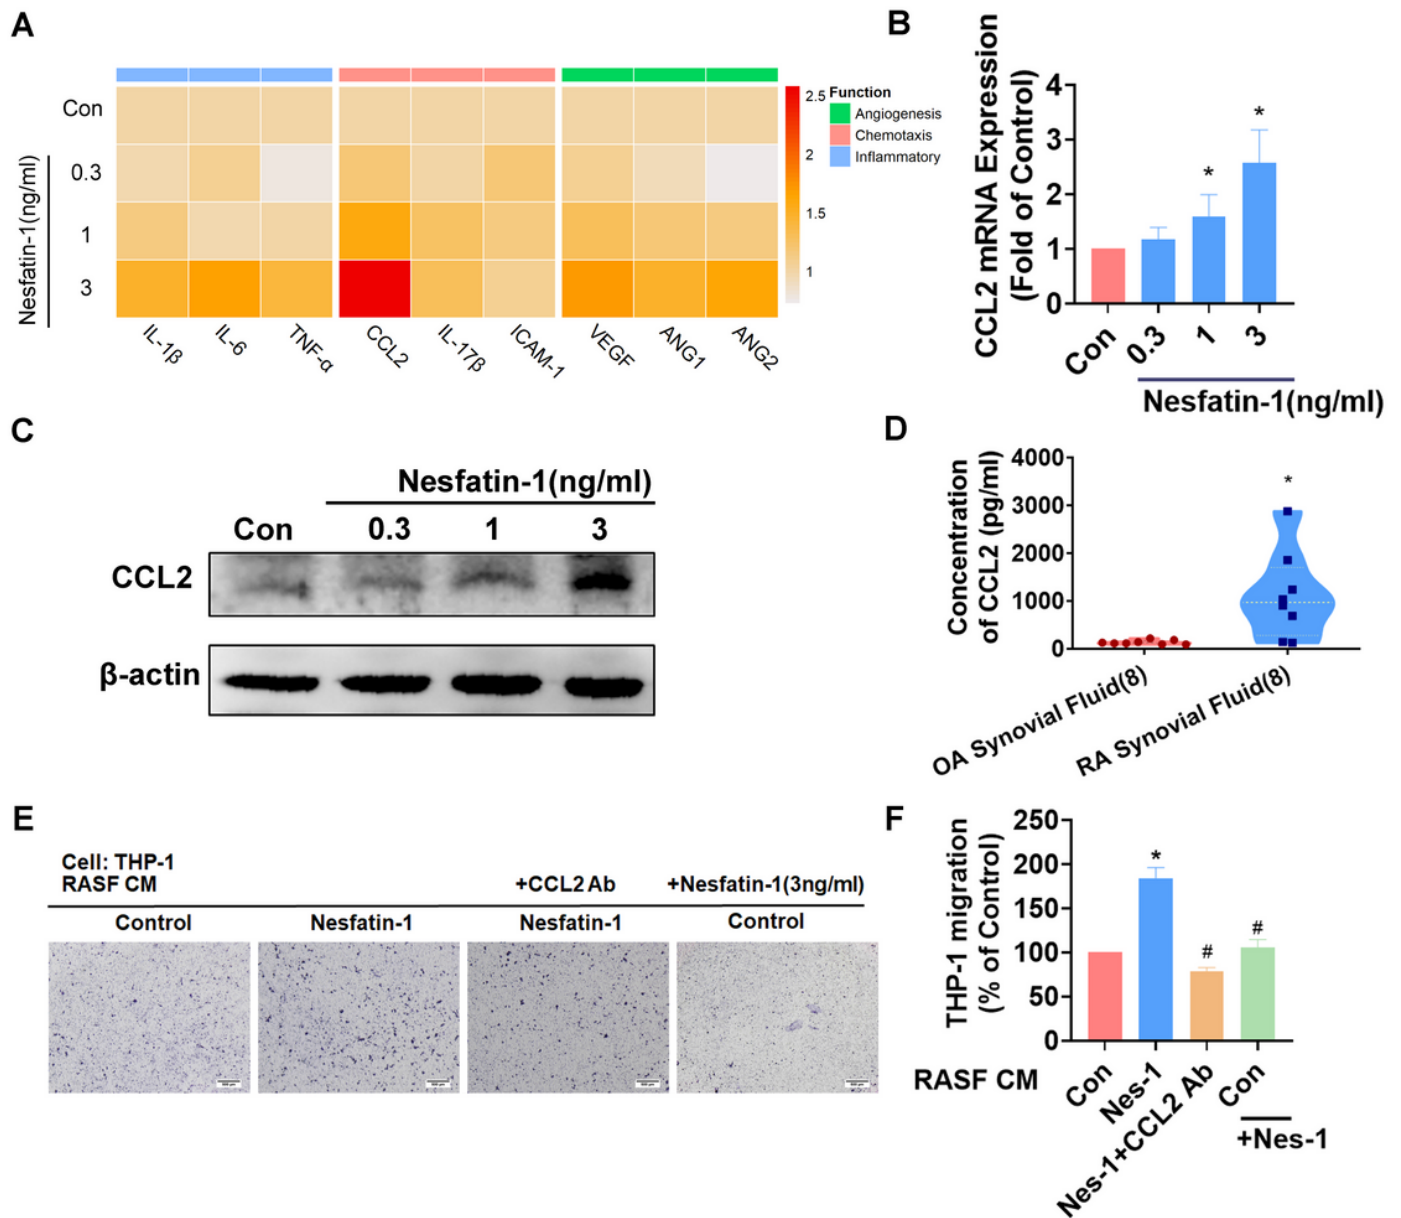 A
Con
0.3
1
3
Nesfatin-1(ng/ml)
IL-1β
IL-6
TNF-α
CCL2
IL-17β
ICAM-1
VEGF
ANG1
ANG2
2.5
2
1.5
1
Function
Angiogenesis
Chemotaxis
Inflammatory
B
CCL2 mRNA Expression
(Fold of Control)
4
3
2
1
0
*
*
Con
0.3
1
3
Nesfatin-1(ng/ml)
C
Nesfatin-1(ng/ml)
Con 0.3 1 3
CCL2
β-actin
D
Concentration
of CCL2 (pg/ml)
4000
3000
2000
1000
0
*
OA Synovial Fluid(8)
RA Synovial Fluid(8)
E
Cell: THP-1
RASF CM +CCL2 Ab +Nesfatin-1(3ng/ml)
Control Nesfatin-1 Nesfatin-1 Control
F
THP-1 migration
(% of Control)
250
200
150
100
50
0
*
#
#
RASF CM
Con
Nes-1
Nes-1+CCL2 Ab
Con
+Nes-1